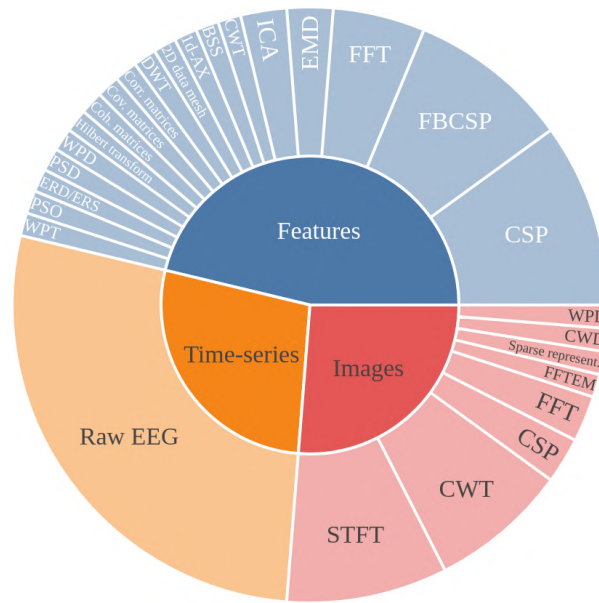 ICA
EMD
FFT
FBCSP
CSP
CWT
BSS
1d-AX
2D data mesh
DWT
Corr. matrices
Cov. matrices
Coh. matrices
Hilbert transform
WPD
PSD
ERD/ERS
PSO
WPT
Features
Time-series
Images
Raw EEG
WPD
CWD
Sparse represent.
FFTEM
FFT
CSP
CWT
STFT